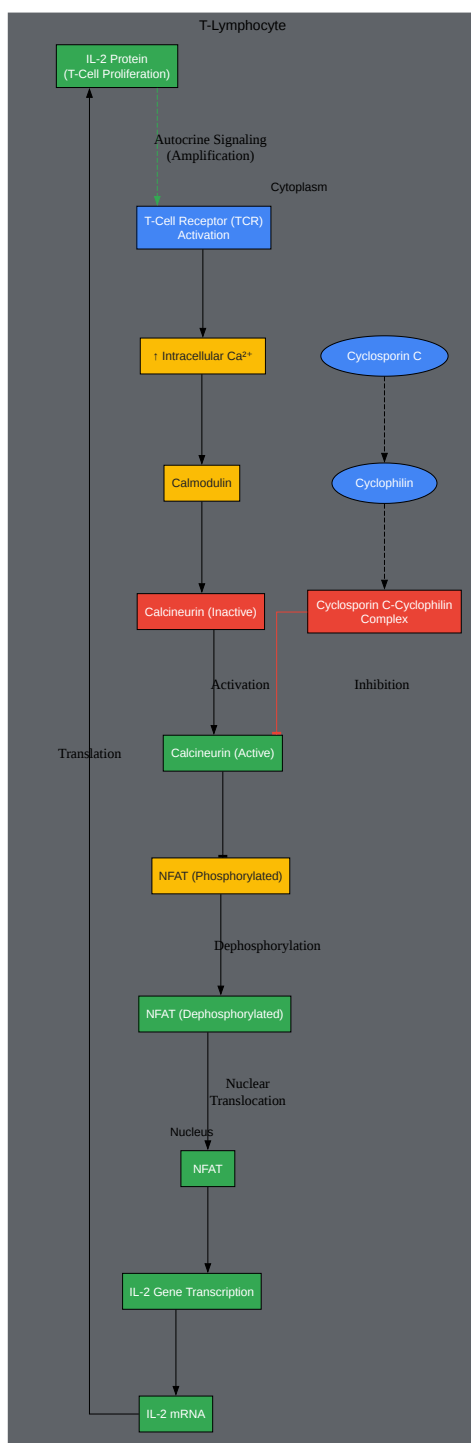 T-Lymphocyte
IL-2 Protein
(T-Cell Proliferation)
Autocrine Signaling
(Amplification)
Cytoplasm
T-Cell Receptor (TCR)
Activation
↑ Intracellular Ca²⁺
Cyclosporin C
Calmodulin
Cyclophilin
Calcineurin (Inactive)
Cyclosporin C-Cyclophilin
Complex
Activation
Inhibition
Translation
Calcineurin (Active)
NFAT (Phosphorylated)
Dephosphorylation
NFAT (Dephosphorylated)
Nuclear
Translocation
Nucleus
NFAT
IL-2 Gene Transcription
IL-2 mRNA